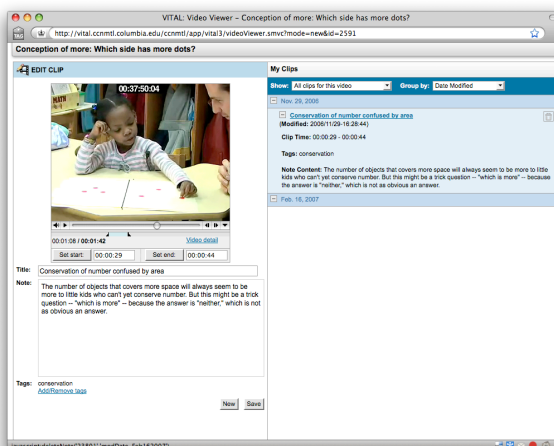 VITAL: Video Viewer – Conception of more: Which side has more dots?
http://vital.ccnmtl.columbia.edu/ccnmtl/app/vital3/videoViewer.smvc?mode=new&id=2591
Conception of more: Which side has more dots?
EDIT CLIP
MATH
00:37:50:04
00:01:08 / 00:01:42
Video detail
Set start: 00:00:29 Set end: 00:00:44
Title: Conservation of number confused by area
Note: The number of objects that covers more space will always seem to be
more to little kids who can't yet conserve number. But this might be a trick
question -- "which is more" -- because the answer is "neither," which is not
as obvious an answer.
Tags: conservation
Add/Remove tags
New Save
My Clips
Show: All clips for this video Group by: Date Modified
Nov. 29, 2006
Conservation of number confused by area
(Modified: 2006/11/29-16:28:44)
Clip Time: 00:00:29 - 00:00:44
Tags: conservation
Note Content: The number of objects that covers more space will always seem to be more to little
kids who can't yet conserve number. But this might be a trick question -- "which is more" -- because
the answer is "neither," which is not as obvious an answer.
Feb. 16, 2007